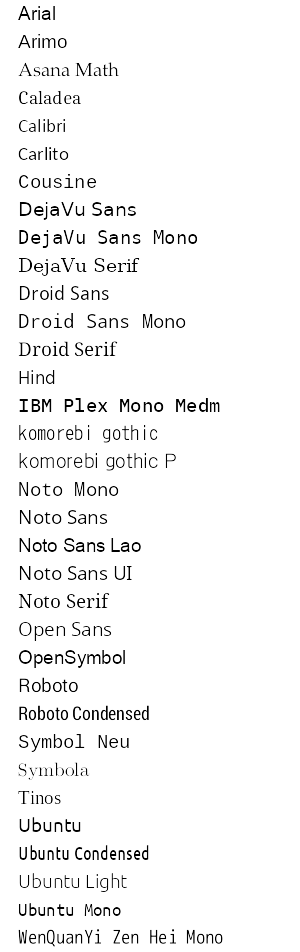 Arial
Arimo
Asana Math
Caladea
Calibri
Carlito
Cousine
DejaVu Sans
DejaVu Sans Mono
DejaVu Serif
Droid Sans
Droid Sans Mono
Droid Serif
Hind
IBM Plex Mono Medm
komorebi gothic
komorebi gothic P
Noto Mono
Noto Sans
Noto Sans Lao
Noto Sans UI
Noto Serif
Open Sans
OpenSymbol
Roboto
Roboto Condensed
Symbol Neu
Symbola
Tinos
Ubuntu
Ubuntu Condensed
Ubuntu Light
Ubuntu Mono
WenQuanYi Zen Hei Mono